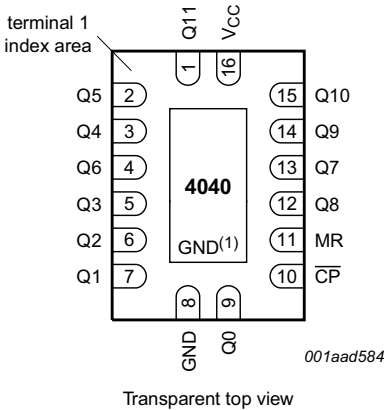 terminal 1
index area
Q11
VCC
1
16
Q5 2
15 Q10
Q4 3
14 Q9
Q6 4
13 Q7
4040
Q3 5
12 Q8
Q2 6
11 MR
GND(1)
Q1 7
10 CP
8
9
GND
Q0
001aad584
Transparent top view